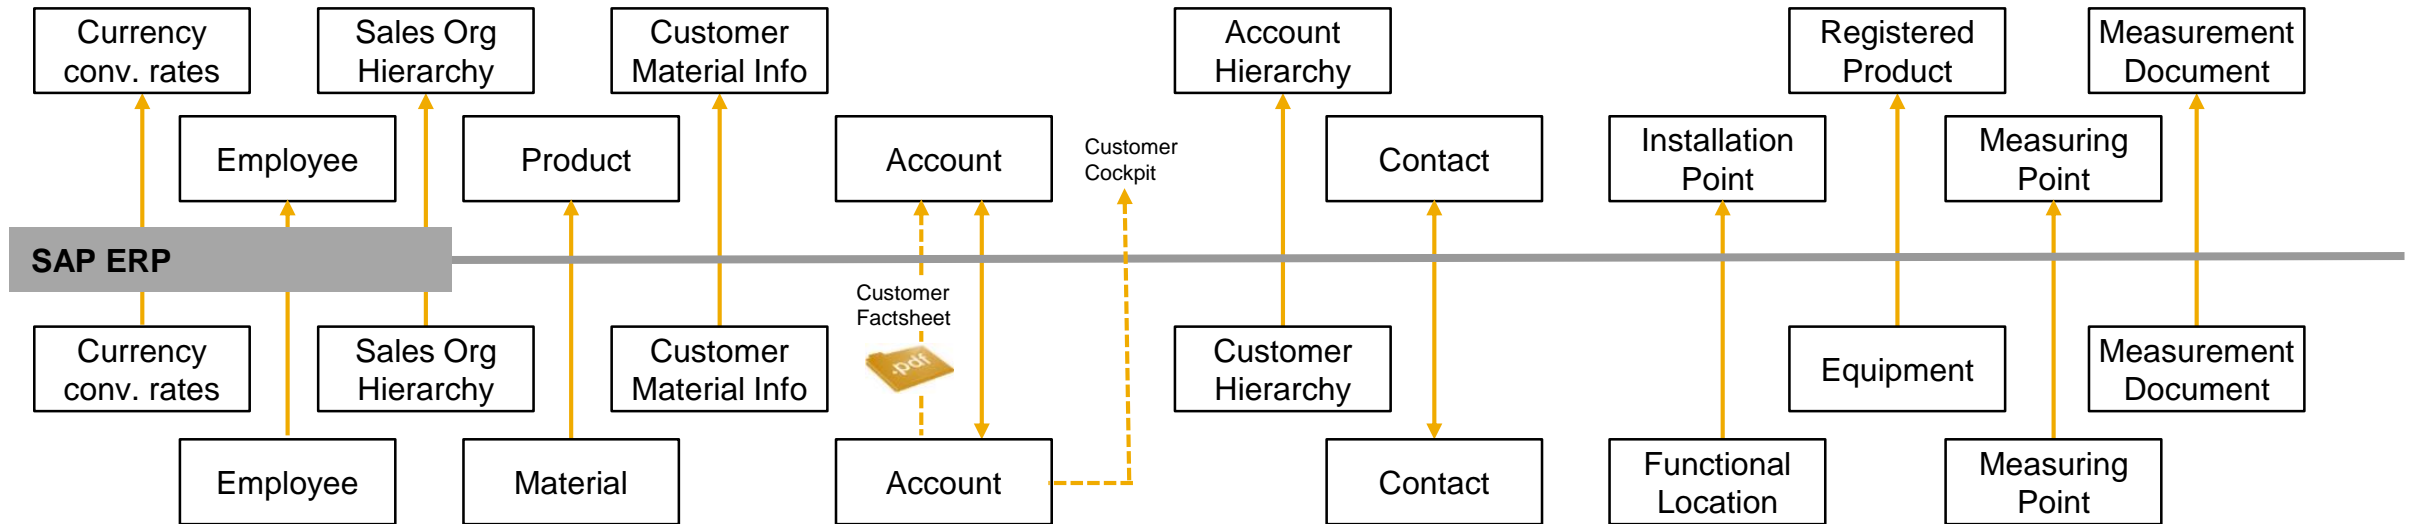 Currency
conv. rates
Sales Org
Hierarchy
Customer
Material Info
Account
Hierarchy
Registered
Product
Measurement
Document
Employee
Product
Account
Customer
Cockpit
Contact
Installation
Point
Measuring
Point
SAP ERP
Customer
Factsheet
.pdf
Currency
conv. rates
Sales Org
Hierarchy
Customer
Material Info
Customer
Hierarchy
Equipment
Measurement
Document
Employee
Material
Account
Contact
Functional
Location
Measuring
Point